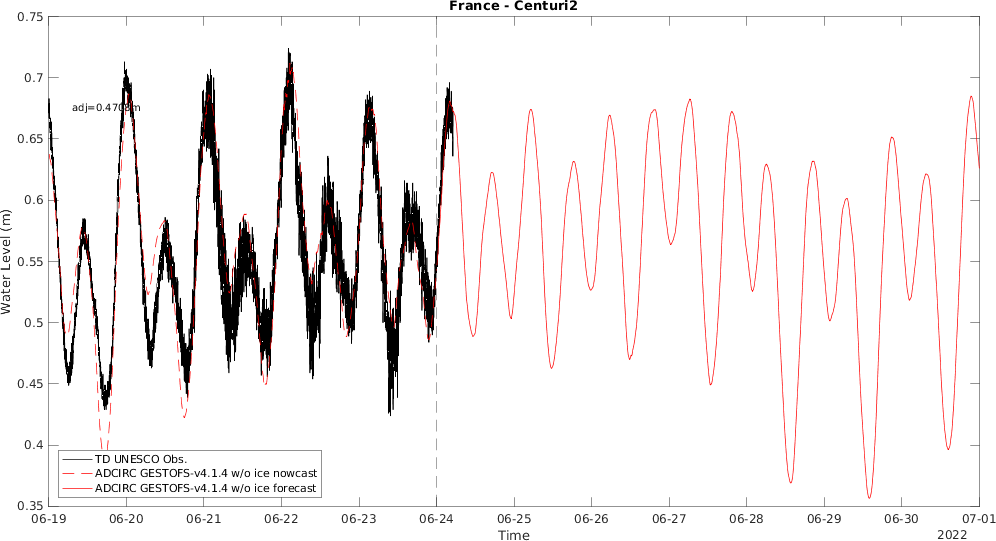 France - Centuri2
0.75
0.7
0.65
0.6
0.55
0.5
0.45
0.4
0.35
Water Level (m)
TD UNESCO Obs.
ADCIRC GESTOFS-v4.1.4 w/o ice nowcast
ADCIRC GESTOFS-v4.1.4 w/o ice forecast
06-19 06-20 06-21 06-22 06-23 06-24 06-25 06-26 06-27 06-28 06-29 06-30 07-01
Time
2022